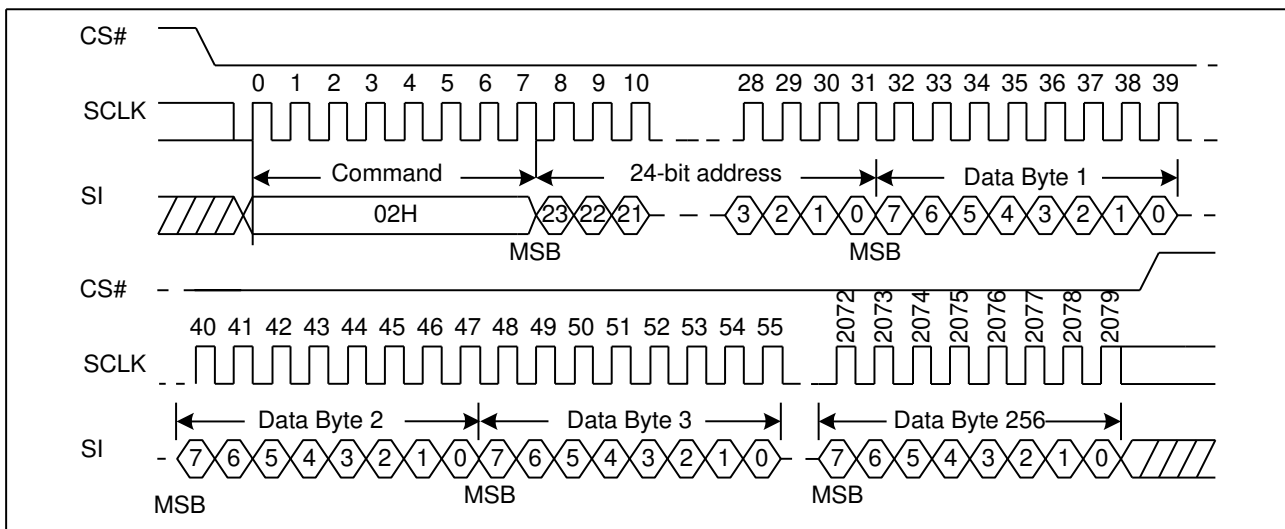 CS#
0 1 2 3 4 5 6 7 8 9 10 28 29 30 31 32 33 34 35 36 37 38 39
SCLK
Command 24-bit address Data Byte 1
SI
02H 23 22 21 3 2 1 0 7 6 5 4 3 2 1 0
MSB MSB
CS#
40 41 42 43 44 45 46 47 48 49 50 51 52 53 54 55 2072 2073 2074 2075 2076 2077 2078 2079
SCLK
Data Byte 2 Data Byte 3 Data Byte 256
SI
7 6 5 4 3 2 1 0 7 6 5 4 3 2 1 0 7 6 5 4 3 2 1 0
MSB MSB MSB